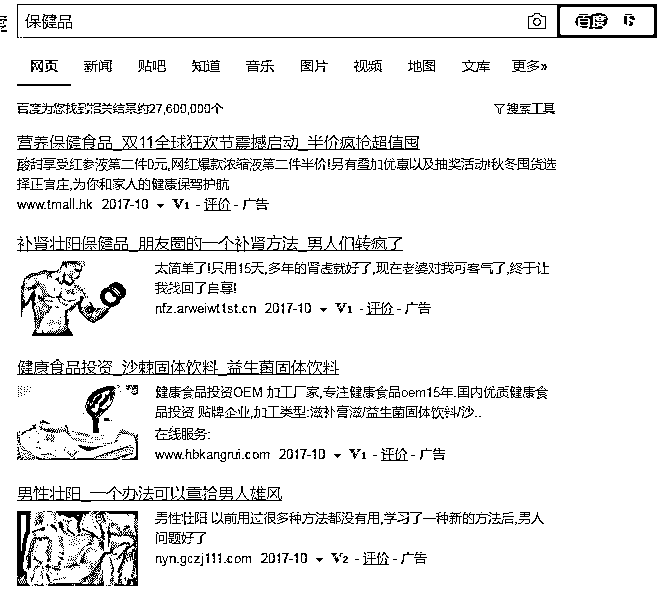 保健品
百度
网页 新闻 贴吧 知道 音乐 图片 视频 地图 文库 更多»
百度为您找到相关结果约27,600,000个 搜索工具
营养保健食品_双11全球狂欢节震撼启动_半价疯抢超值囤
酸甜享受红参液第二件0元,网红爆款浓缩液第二件半价!另有叠加优惠以及抽奖活动!秋冬囤货选
择正官庄,为你和家人的健康保驾护航
www.tmall.hk 2017-10 V1 - 评价 - 广告
补肾壮阳保健品_朋友圈的一个补肾方法_男人们转疯了
太简单了!只用15天,多年的肾虚就好了,现在老婆对我可客气了,终于让
我找回了自尊!
nfz.arweiwt1st.cn 2017-10 V1 - 评价 - 广告
健康食品投资_沙棘固体饮料_益生菌固体饮料
健康食品投资OEM 加工厂家,专注健康食品oem15年.国内优质健康食
品投资 贴牌企业,加工类型:滋补膏滋/益生菌固体饮料/沙..
在线服务:
www.hbkangrui.com 2017-10 V1 - 评价 - 广告
男性壮阳_一个办法可以重拾男人雄风
男性壮阳 以前用过很多种方法都没有用,学习了一种新的方法后,男人
问题好了
nyn.gczj111.com 2017-10 V2 - 评价 - 广告